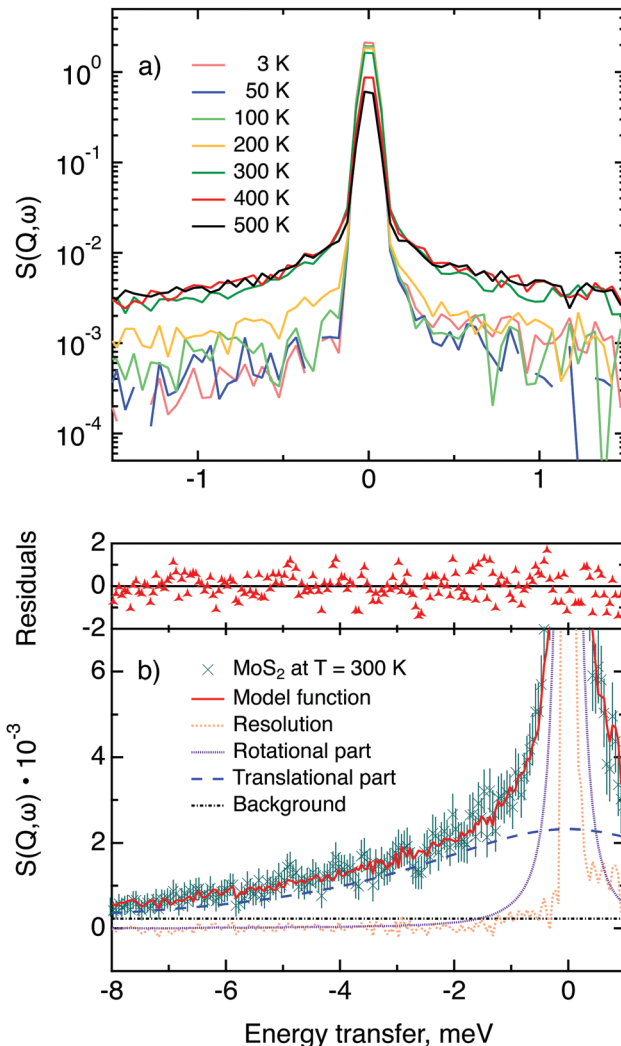 a)
3 K
50 K
100 K
200 K
300 K
400 K
500 K
S(Q,ω)
10⁰
10⁻¹
10⁻²
10⁻³
10⁻⁴
-1
0
1
Residuals
2
0
-2
b)
MoS₂ at T = 300 K
Model function
Resolution
Rotational part
Translational part
Background
S(Q,ω) • 10⁻³
6
4
2
0
-8
-6
-4
-2
0
Energy transfer, meV